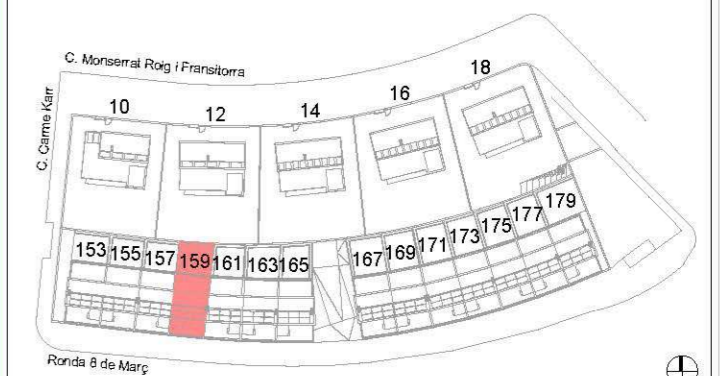 C. Monserrat Roig i Fransitorra
C. Carme Karr
10 12 14 16 18
153 155 157 159 161 163 165 167 169 171 173 175 177 179
Ronda 8 de Març